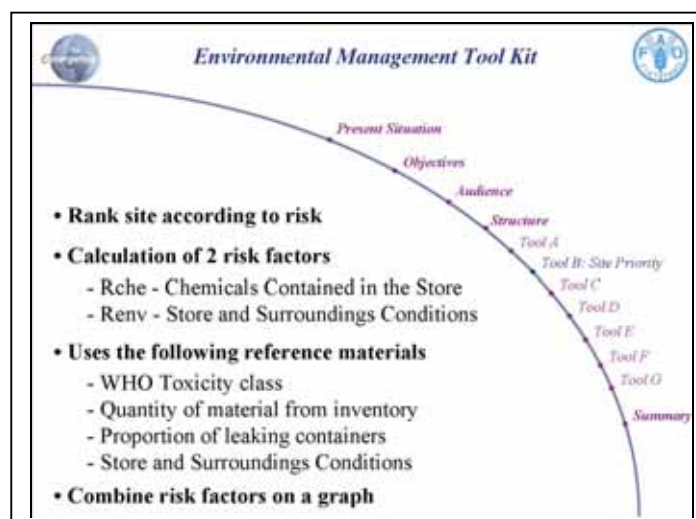 Environmental Management Tool Kit
F A O
Present Situation
Objectives
Audience
Structure
Tool A
Tool B: Site Priority
Tool C
Tool D
Tool E
Tool F
Tool G
Summary
• Rank site according to risk
• Calculation of 2 risk factors
- Rche - Chemicals Contained in the Store
- Renv - Store and Surroundings Conditions
• Uses the following reference materials
- WHO Toxicity class
- Quantity of material from inventory
- Proportion of leaking containers
- Store and Surroundings Conditions
• Combine risk factors on a graph